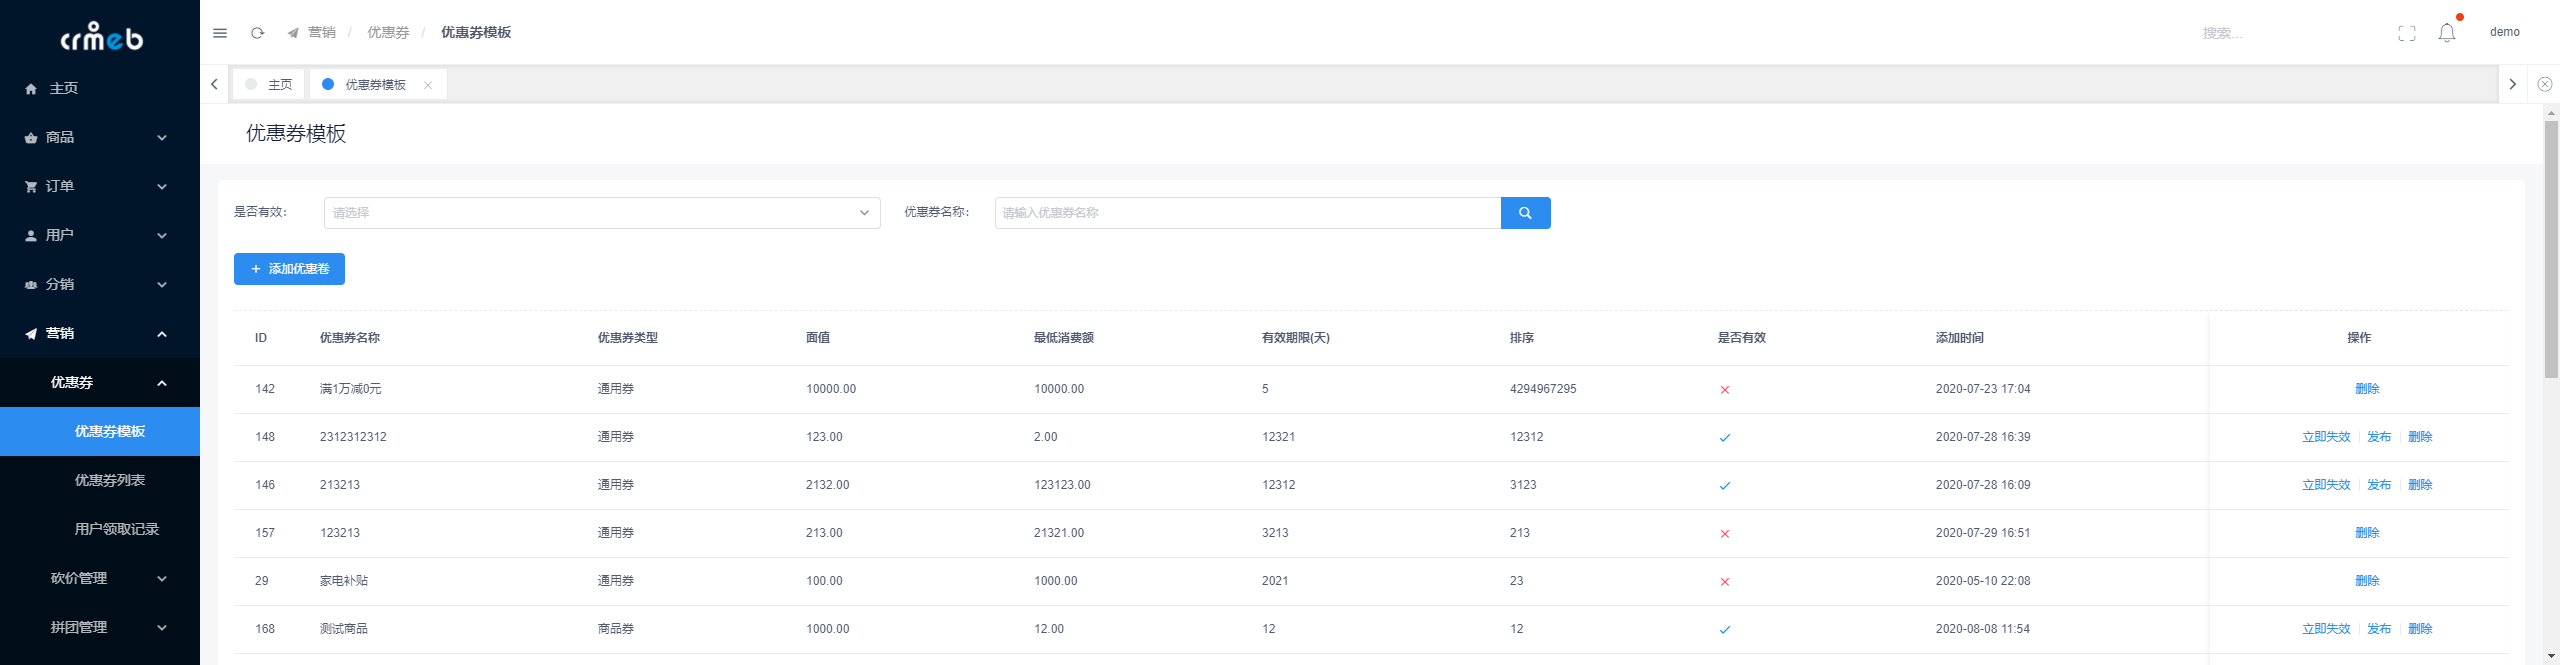 crmeb
主页
商品
订单
用户
分销
营销
优惠券
优惠券模板
优惠券列表
用户领取记录
砍价管理
拼团管理
营销 / 优惠券 / 优惠券模板
搜索...
demo
主页 优惠券模板
优惠券模板
是否有效: 请选择 优惠券名称: 请输入优惠券名称
+ 添加优惠卷
ID 优惠券名称 优惠券类型 面值 最低消费额 有效期限(天) 排序 是否有效 添加时间 操作
142 满1万减0元 通用券 10000.00 10000.00 5 4294967295 2020-07-23 17:04 删除
148 2312312312 通用券 123.00 2.00 12321 12312 2020-07-28 16:39 立即失效 发布 删除
146 213213 通用券 2132.00 123123.00 12312 3123 2020-07-28 16:09 立即失效 发布 删除
157 123213 通用券 213.00 21321.00 3213 213 2020-07-29 16:51 删除
29 家电补贴 通用券 100.00 1000.00 2021 23 2020-05-10 22:08 删除
168 测试商品 商品券 1000.00 12.00 12 12 2020-08-08 11:54 立即失效 发布 删除